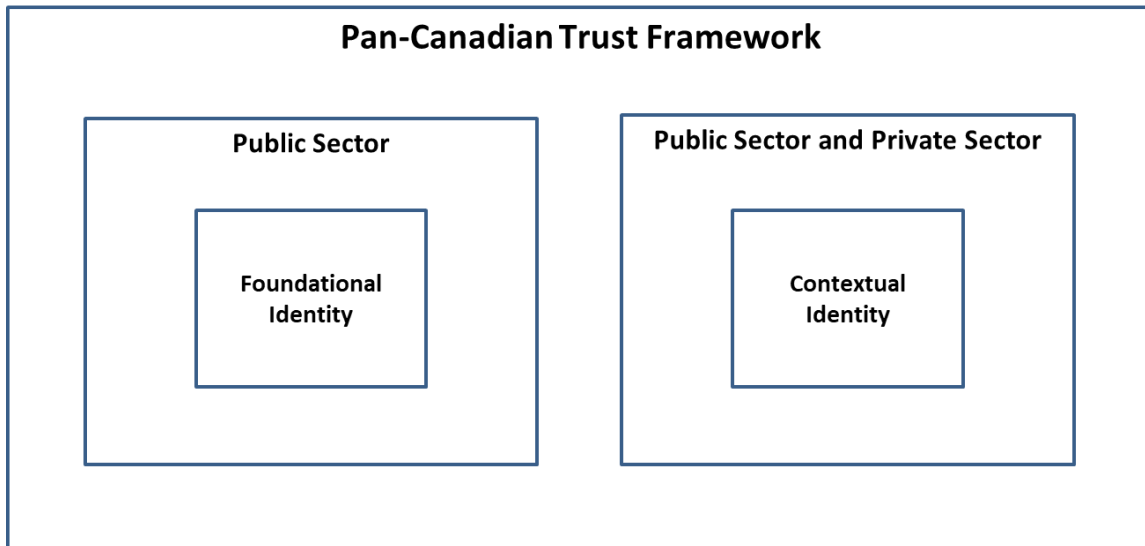 Pan-Canadian Trust Framework
Public Sector
Foundational
Identity
Public Sector and Private Sector
Contextual
Identity